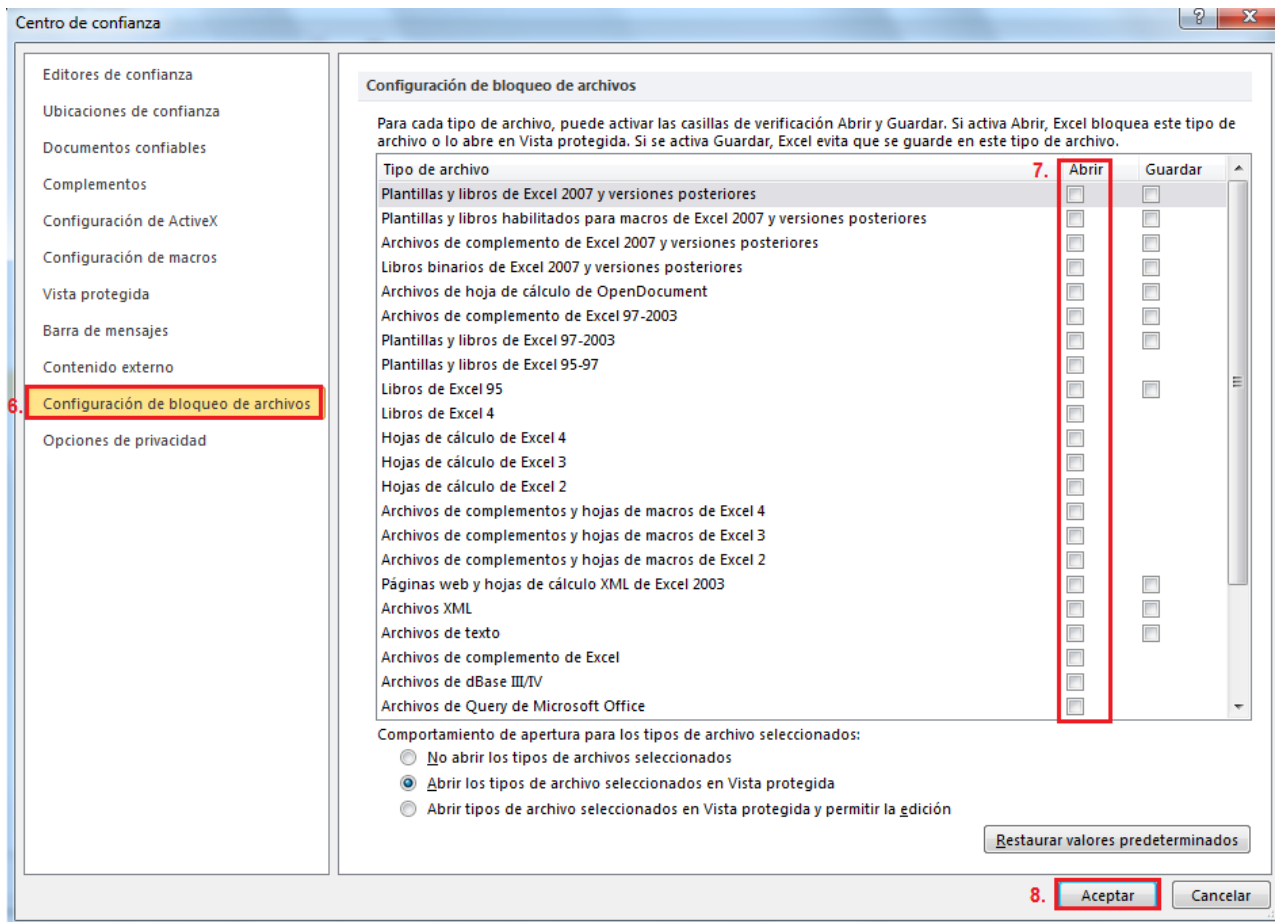 Centro de confianza
Editores de confianza
Ubicaciones de confianza
Documentos confiables
Complementos
Configuración de ActiveX
Configuración de macros
Vista protegida
Barra de mensajes
Contenido externo
6. Configuración de bloqueo de archivos
Opciones de privacidad
Configuración de bloqueo de archivos
Para cada tipo de archivo, puede activar las casillas de verificación Abrir y Guardar. Si activa Abrir, Excel bloquea este tipo de
archivo o lo abre en Vista protegida. Si se activa Guardar, Excel evita que se guarde en este tipo de archivo.
Tipo de archivo 7. Abrir Guardar
Plantillas y libros de Excel 2007 y versiones posteriores
Plantillas y libros habilitados para macros de Excel 2007 y versiones posteriores
Archivos de complemento de Excel 2007 y versiones posteriores
Libros binarios de Excel 2007 y versiones posteriores
Archivos de hoja de cálculo de OpenDocument
Archivos de complemento de Excel 97-2003
Plantillas y libros de Excel 97-2003
Plantillas y libros de Excel 95-97
Libros de Excel 95
Libros de Excel 4
Hojas de cálculo de Excel 4
Hojas de cálculo de Excel 3
Hojas de cálculo de Excel 2
Archivos de complementos y hojas de macros de Excel 4
Archivos de complementos y hojas de macros de Excel 3
Archivos de complementos y hojas de macros de Excel 2
Páginas web y hojas de cálculo XML de Excel 2003
Archivos XML
Archivos de texto
Archivos de complemento de Excel
Archivos de dBase III/IV
Archivos de Query de Microsoft Office
Comportamiento de apertura para los tipos de archivo seleccionados:
No abrir los tipos de archivos seleccionados
Abrir los tipos de archivo seleccionados en Vista protegida
Abrir tipos de archivo seleccionados en Vista protegida y permitir la edición
Restaurar valores predeterminados
8. Aceptar Cancelar